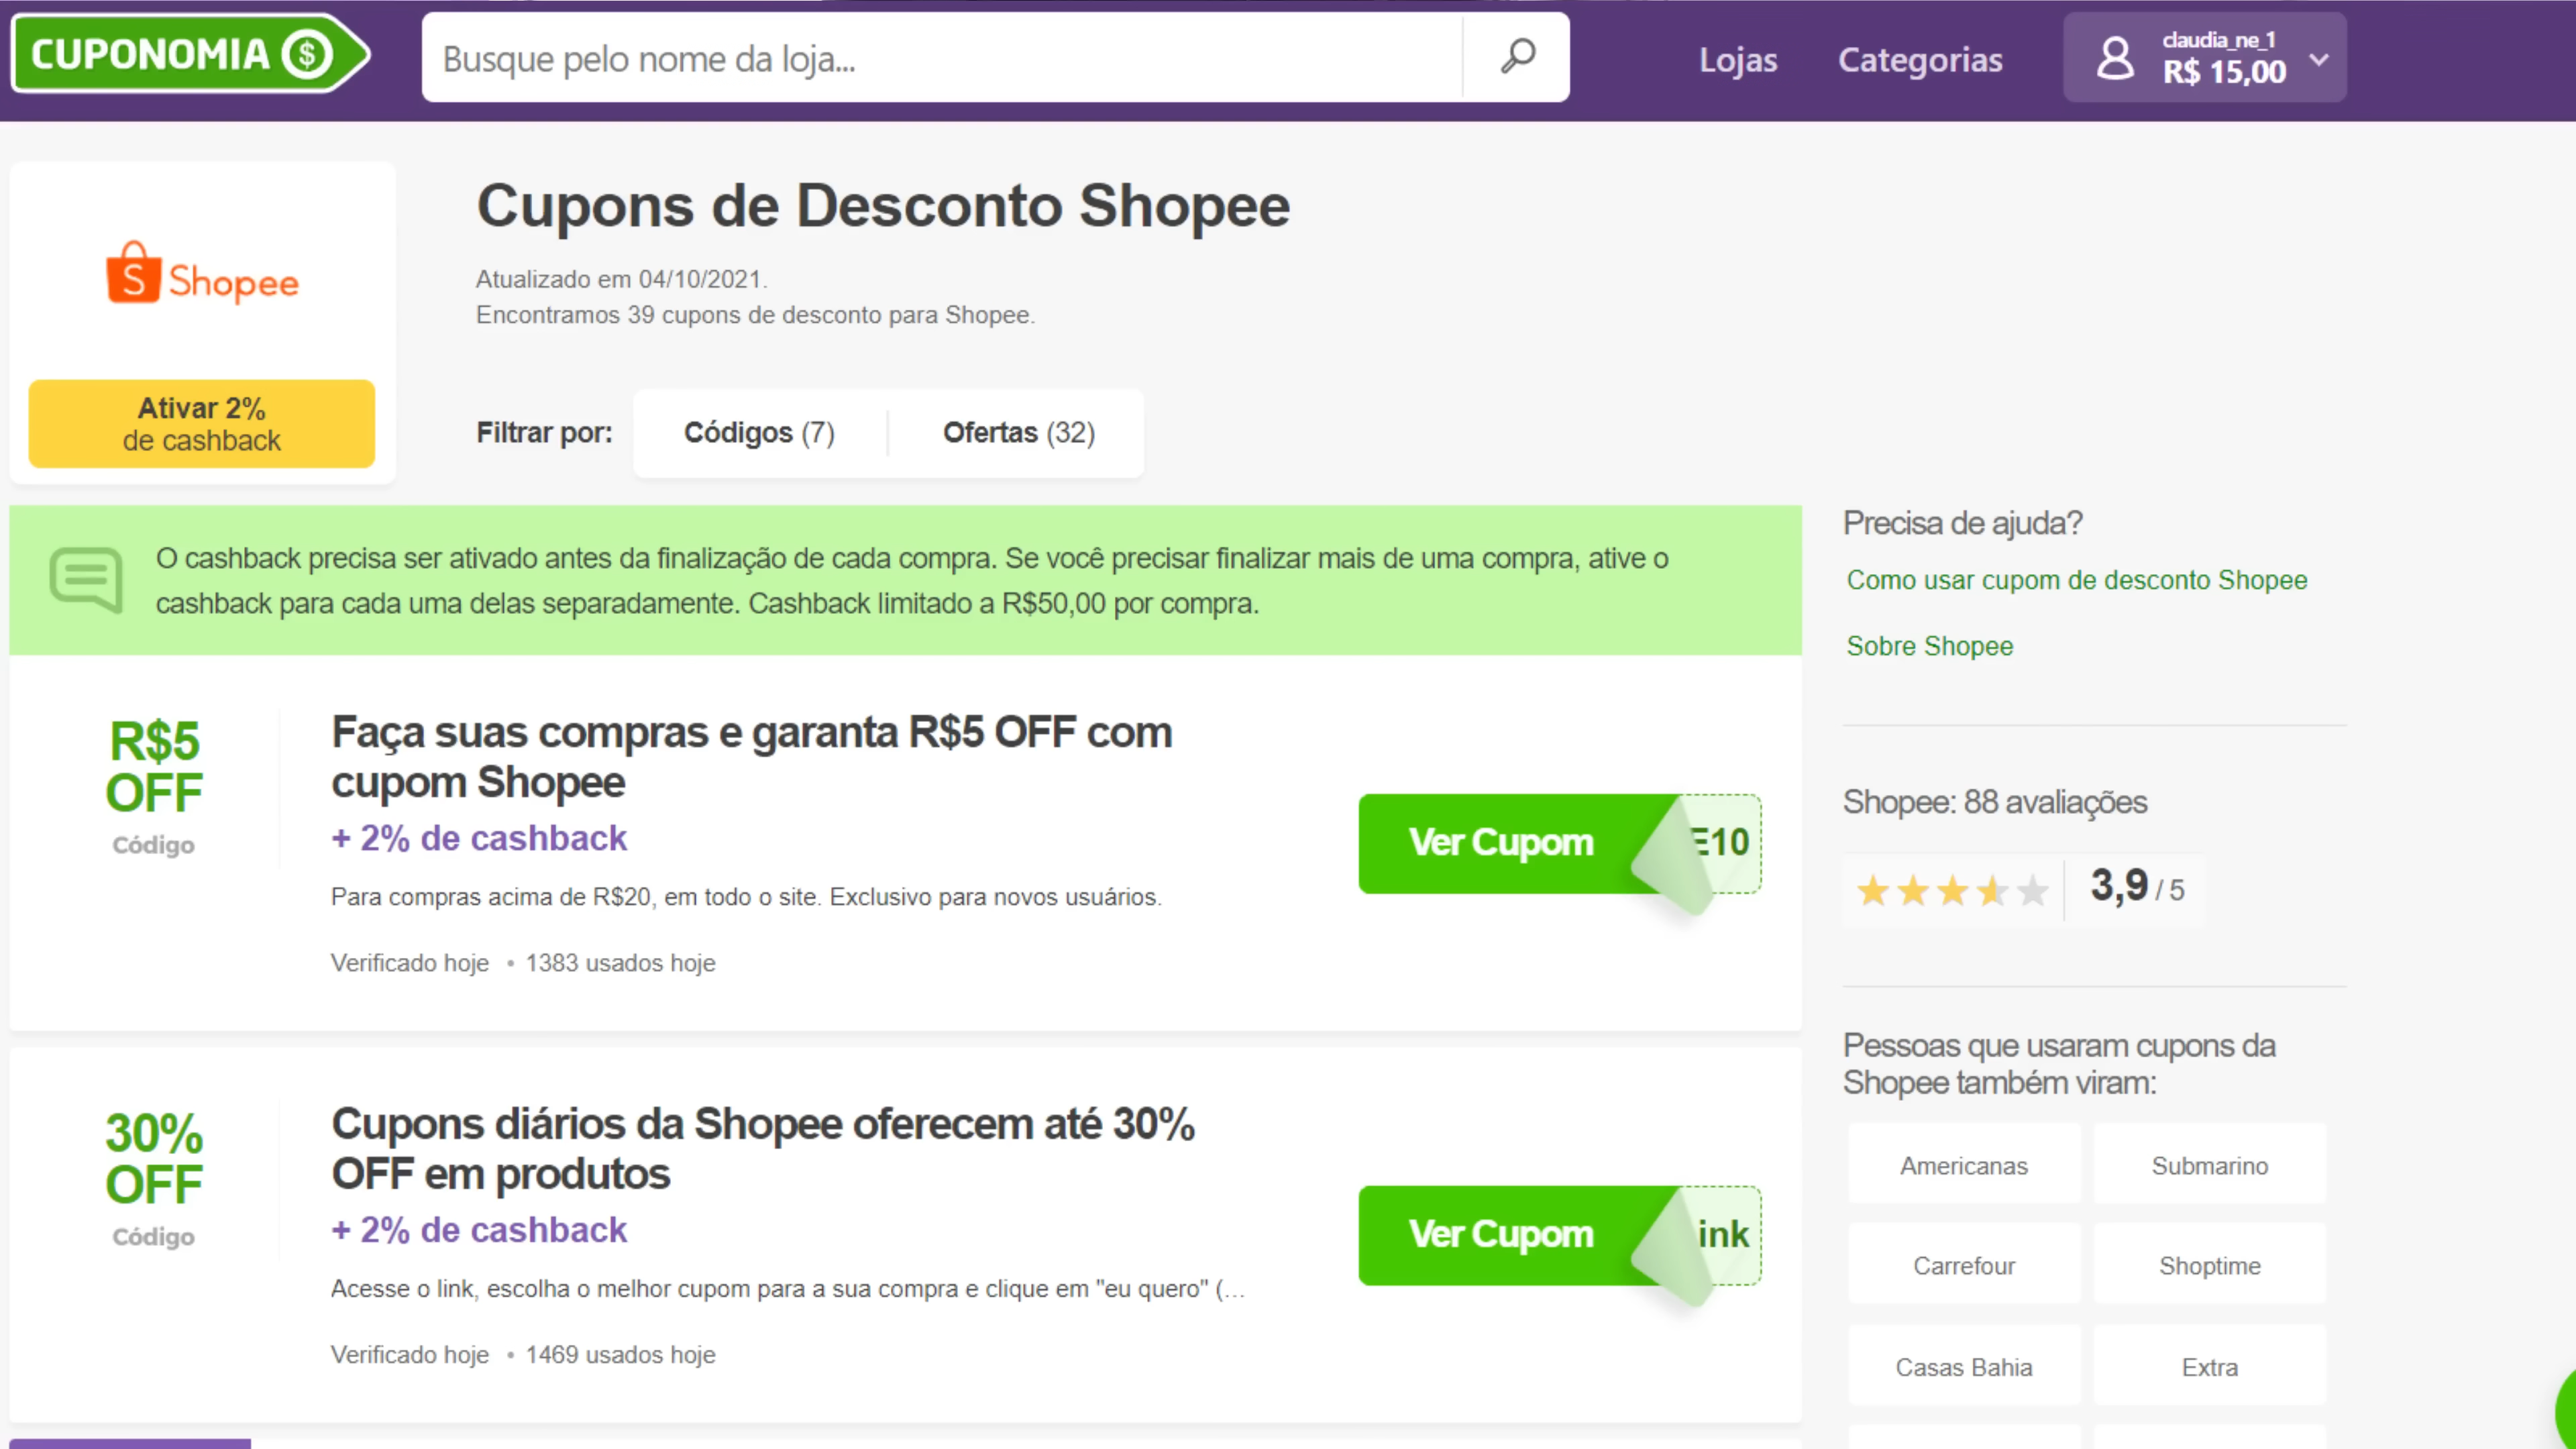 CUPONOMIA $
Busque pelo nome da loja...
Lojas
Categorias
claudia_ne_1
R$ 15,00
S Shopee
Ativar 2%
de cashback
Cupons de Desconto Shopee
Atualizado em 04/10/2021.
Encontramos 39 cupons de desconto para Shopee.
Filtrar por:
Códigos (7)
Ofertas (32)
O cashback precisa ser ativado antes da finalização de cada compra. Se você precisar finalizar mais de uma compra, ative o
cashback para cada uma delas separadamente. Cashback limitado a R$50,00 por compra.
R$5
OFF
Código
Faça suas compras e garanta R$5 OFF com
cupom Shopee
+ 2% de cashback
Para compras acima de R$20, em todo o site. Exclusivo para novos usuários.
Verificado hoje • 1383 usados hoje
Ver Cupom
E10
30%
OFF
Código
Cupons diários da Shopee oferecem até 30%
OFF em produtos
+ 2% de cashback
Acesse o link, escolha o melhor cupom para a sua compra e clique em "eu quero" (...
Verificado hoje • 1469 usados hoje
Ver Cupom
ink
Precisa de ajuda?
Como usar cupom de desconto Shopee
Sobre Shopee
Shopee: 88 avaliações
3,9 / 5
Pessoas que usaram cupons da
Shopee também viram:
Americanas
Submarino
Carrefour
Shoptime
Casas Bahia
Extra